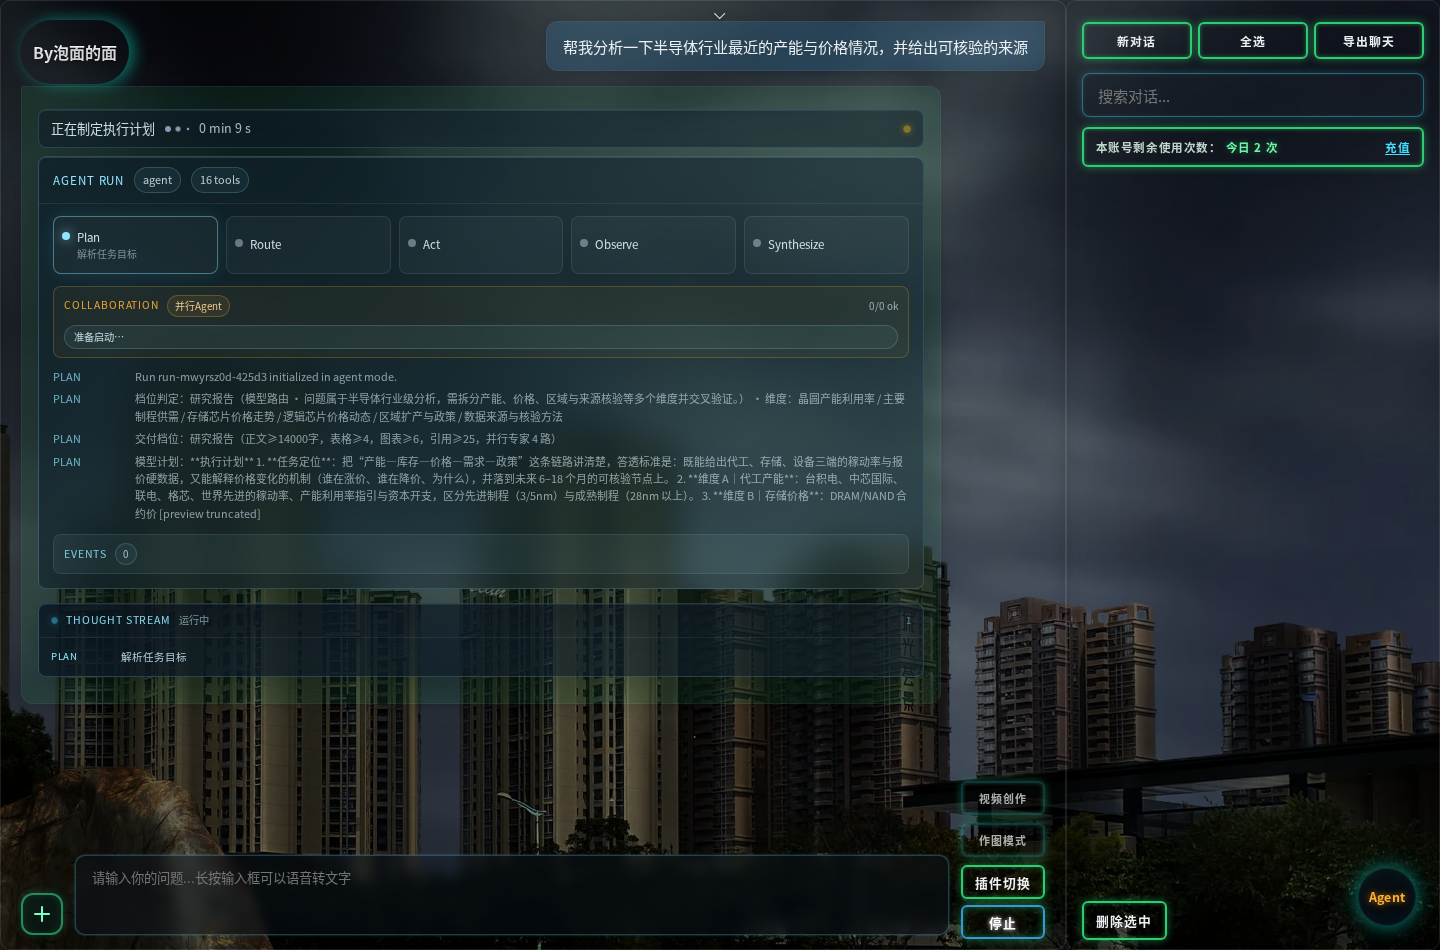 By泡面的面
帮我分析一下半导体行业最近的产能与价格情况，并给出可核验的来源
正在制定执行计划 0 min 9 s
AGENT RUN agent 16 tools
Plan
解析任务目标
Route
Act
Observe
Synthesize
COLLABORATION 并行Agent 0/0 ok
准备启动…
PLAN Run run-mwyrsz0d-425d3 initialized in agent mode.
PLAN 档位判定：研究报告（模型路由 · 问题属于半导体行业级分析，需拆分产能、价格、区域与来源核验等多个维度并交叉验证。） · 维度：晶圆产能利用率 / 主要
制程供需 / 存储芯片价格走势 / 逻辑芯片价格动态 / 区域扩产与政策 / 数据来源与核验方法
PLAN 交付档位：研究报告（正文≥14000字，表格≥4，图表≥6，引用≥25，并行专家 4 路）
PLAN 模型计划：**执行计划** 1. **任务定位**：把“产能—库存—价格—需求—政策”这条链路讲清楚，答透标准是：既能给出代工、存储、设备三端的稼动率与报
价硬数据，又能解释价格变化的机制（谁在涨价、谁在降价、为什么），并落到未来 6–18 个月的可核验节点上。 2. **维度 A｜代工产能**：台积电、中芯国际、
联电、格芯、世界先进的稼动率、产能利用率指引与资本开支，区分先进制程（3/5nm）与成熟制程（28nm 以上）。 3. **维度 B｜存储价格**：DRAM/NAND 合
约价 [preview truncated]
EVENTS 0
THOUGHT STREAM 运行中 1
PLAN 解析任务目标
请输入你的问题...长按输入框可以语音转文字
视频创作
作图模式
插件切换
停止
新对话 全选 导出聊天
搜索对话...
本账号剩余使用次数： 今日 2 次 充值
删除选中
Agent